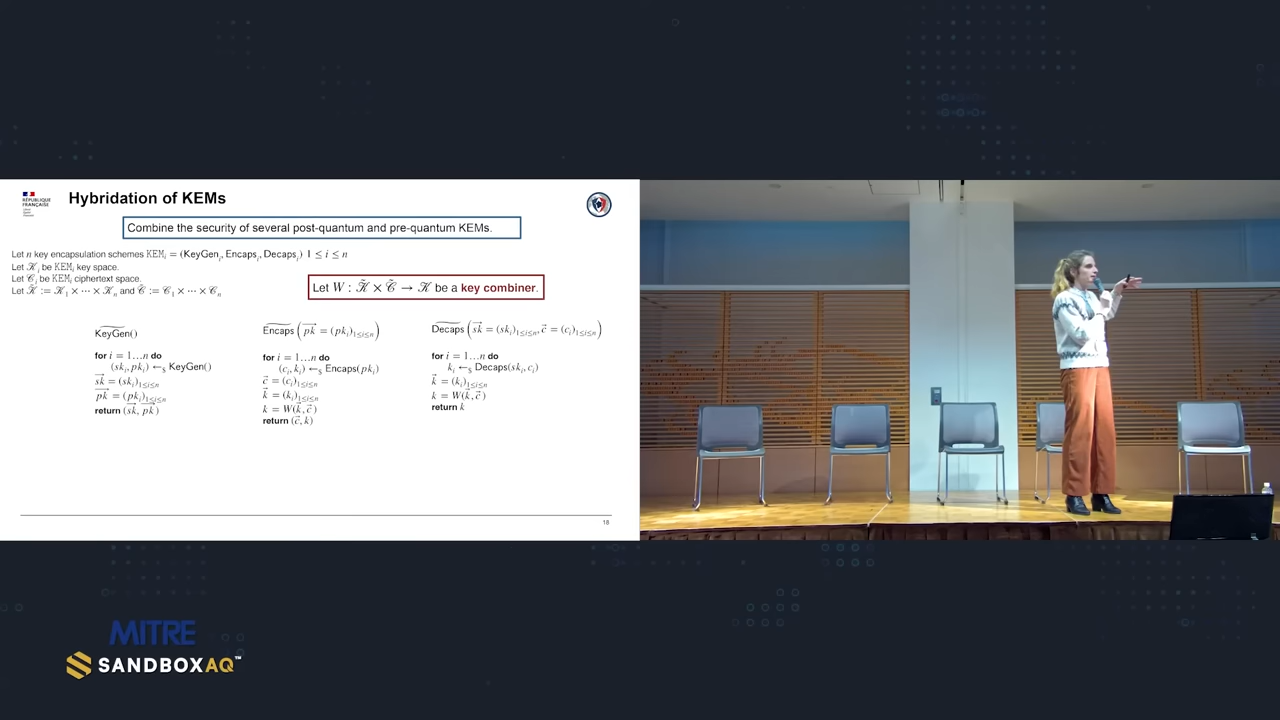 RÉPUBLIQUE
FRANÇAISE
Hybridation of KEMs
Combine the security of several post-quantum and pre-quantum KEMs.
Let n key encapsulation schemes KEMᵢ = (KeyGenᵢ, Encapsᵢ, Decapsᵢ) 1 ≤ i ≤ n
Let 𝒦ᵢ be KEMᵢ key space.
Let 𝒞ᵢ be KEMᵢ ciphertext space.
Let 𝒦̃ := 𝒦₁ × ⋯ × 𝒦ₙ and 𝒞̃ := 𝒞₁ × ⋯ × 𝒞ₙ
Let W : 𝒦̃ × 𝒞̃ → 𝒦 be a key combiner.
K͠eyGen()
for i = 1…n do
(skᵢ, pkᵢ) ←$ KeyGen()
s⃗k = (skᵢ)₁≤i≤n
p⃗k = (pkᵢ)₁≤i≤n
return (s⃗k, p⃗k)
E͠ncaps (p⃗k = (pkᵢ)₁≤i≤n)
for i = 1…n do
(cᵢ, kᵢ) ←$ Encaps(pkᵢ)
c⃗ = (cᵢ)₁≤i≤n
k⃗ = (kᵢ)₁≤i≤n
k = W(k⃗, c⃗)
return (c⃗, k)
D͠ecaps (s⃗k = (skᵢ)₁≤i≤n, c⃗ = (cᵢ)₁≤i≤n)
for i = 1…n do
kᵢ ←$ Decaps(skᵢ, cᵢ)
k⃗ = (kᵢ)₁≤i≤n
k = W(k⃗, c⃗)
return k
18
MITRE
SANDBOXAQ™